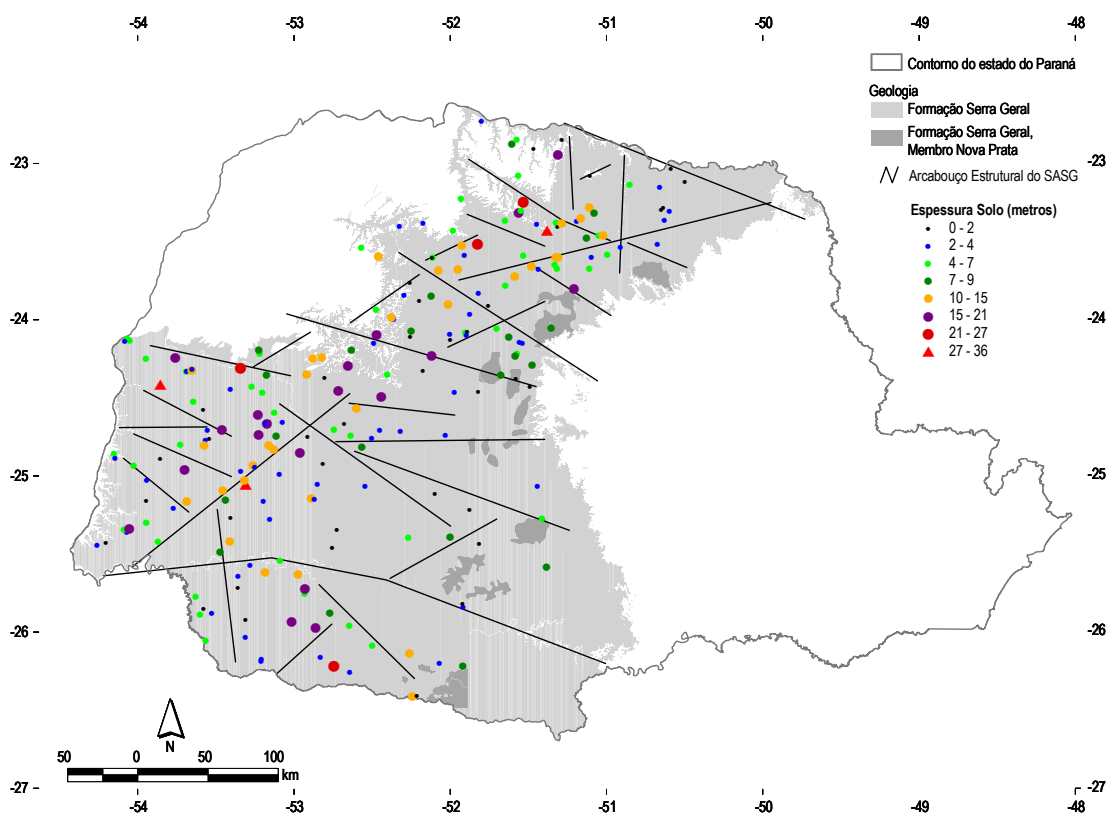 -54 -53 -52 -51 -50 -49 -48
Contorno do estado do Paraná
Geologia
Formação Serra Geral
Formação Serra Geral,
Membro Nova Prata
Arcabouço Estrutural do SASG
Espessura Solo (metros)
0 - 2
2 - 4
4 - 7
7 - 9
10 - 15
15 - 21
21 - 27
27 - 36
-23 -23
-24 -24
-25 -25
-26 -26
-27 -27
N
50 0 50 100
km
-54 -53 -52 -51 -50 -49 -48